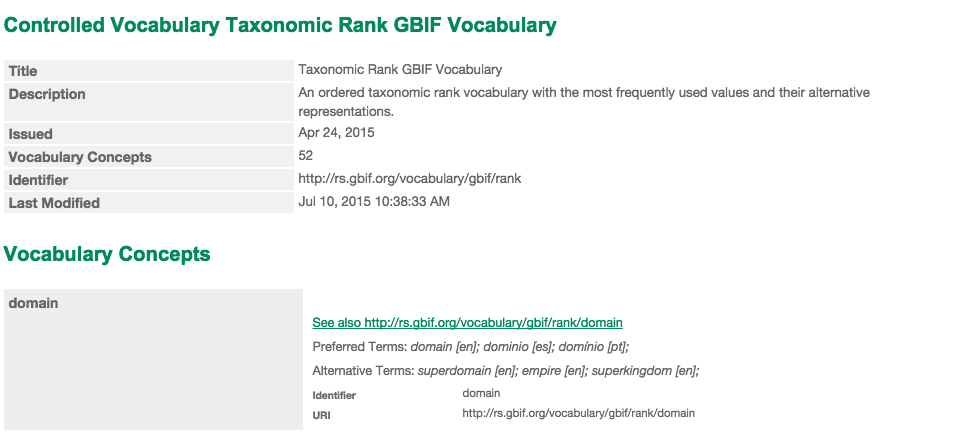 Controlled Vocabulary Taxonomic Rank GBIF Vocabulary
Title Taxonomic Rank GBIF Vocabulary
Description An ordered taxonomic rank vocabulary with the most frequently used values and their alternative
representations.
Issued Apr 24, 2015
Vocabulary Concepts 52
Identifier http://rs.gbif.org/vocabulary/gbif/rank
Last Modified Jul 10, 2015 10:38:33 AM
Vocabulary Concepts
domain
See also http://rs.gbif.org/vocabulary/gbif/rank/domain
Preferred Terms: domain [en]; dominio [es]; domínio [pt];
Alternative Terms: superdomain [en]; empire [en]; superkingdom [en];
Identifier domain
URI http://rs.gbif.org/vocabulary/gbif/rank/domain